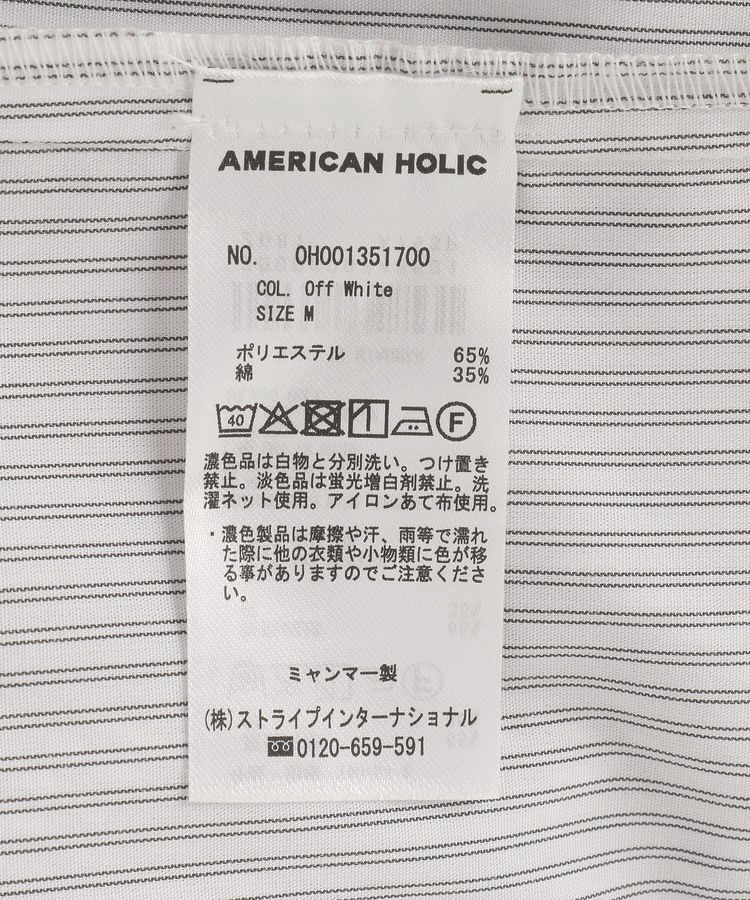 AMERICAN HOLIC
NO. OH001351700
COL. Off White
SIZE M
ポリエステル 65%
綿 35%
40
F
濃色品は白物と分別洗い。つけ置き
禁止。淡色品は蛍光増白剤禁止。洗
濯ネット使用。アイロンあて布使用。
・濃色製品は摩擦や汗、雨等で濡れ
た際に他の衣類や小物類に色が移
る事がありますのでご注意くださ
い。
ミャンマー製
(株)ストライプインターナショナル
0120-659-591